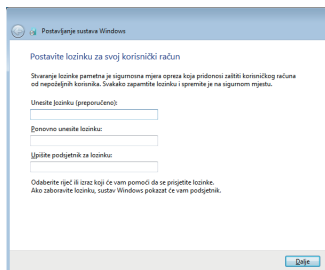 Postavljanje sustava Windows
Postavite lozinku za svoj korisnički račun
Stvaranje lozinke pametna je sigurnosna mjera opreza koja pridonosi zaštiti korisničkog računa
od nepoželjnih korisnika. Svakako zapamtite lozinku i spremite je na sigurnom mjestu.
Unesite lozinku (preporučeno):
Ponovno unesite lozinku:
Upišite podsjetnik za lozinku:
Odaberite riječ ili izraz koji će vam pomoći da se prisjetite lozinke.
Ako zaboravite lozinku, sustav Windows pokazat će vam podsjetnik.
Dalje